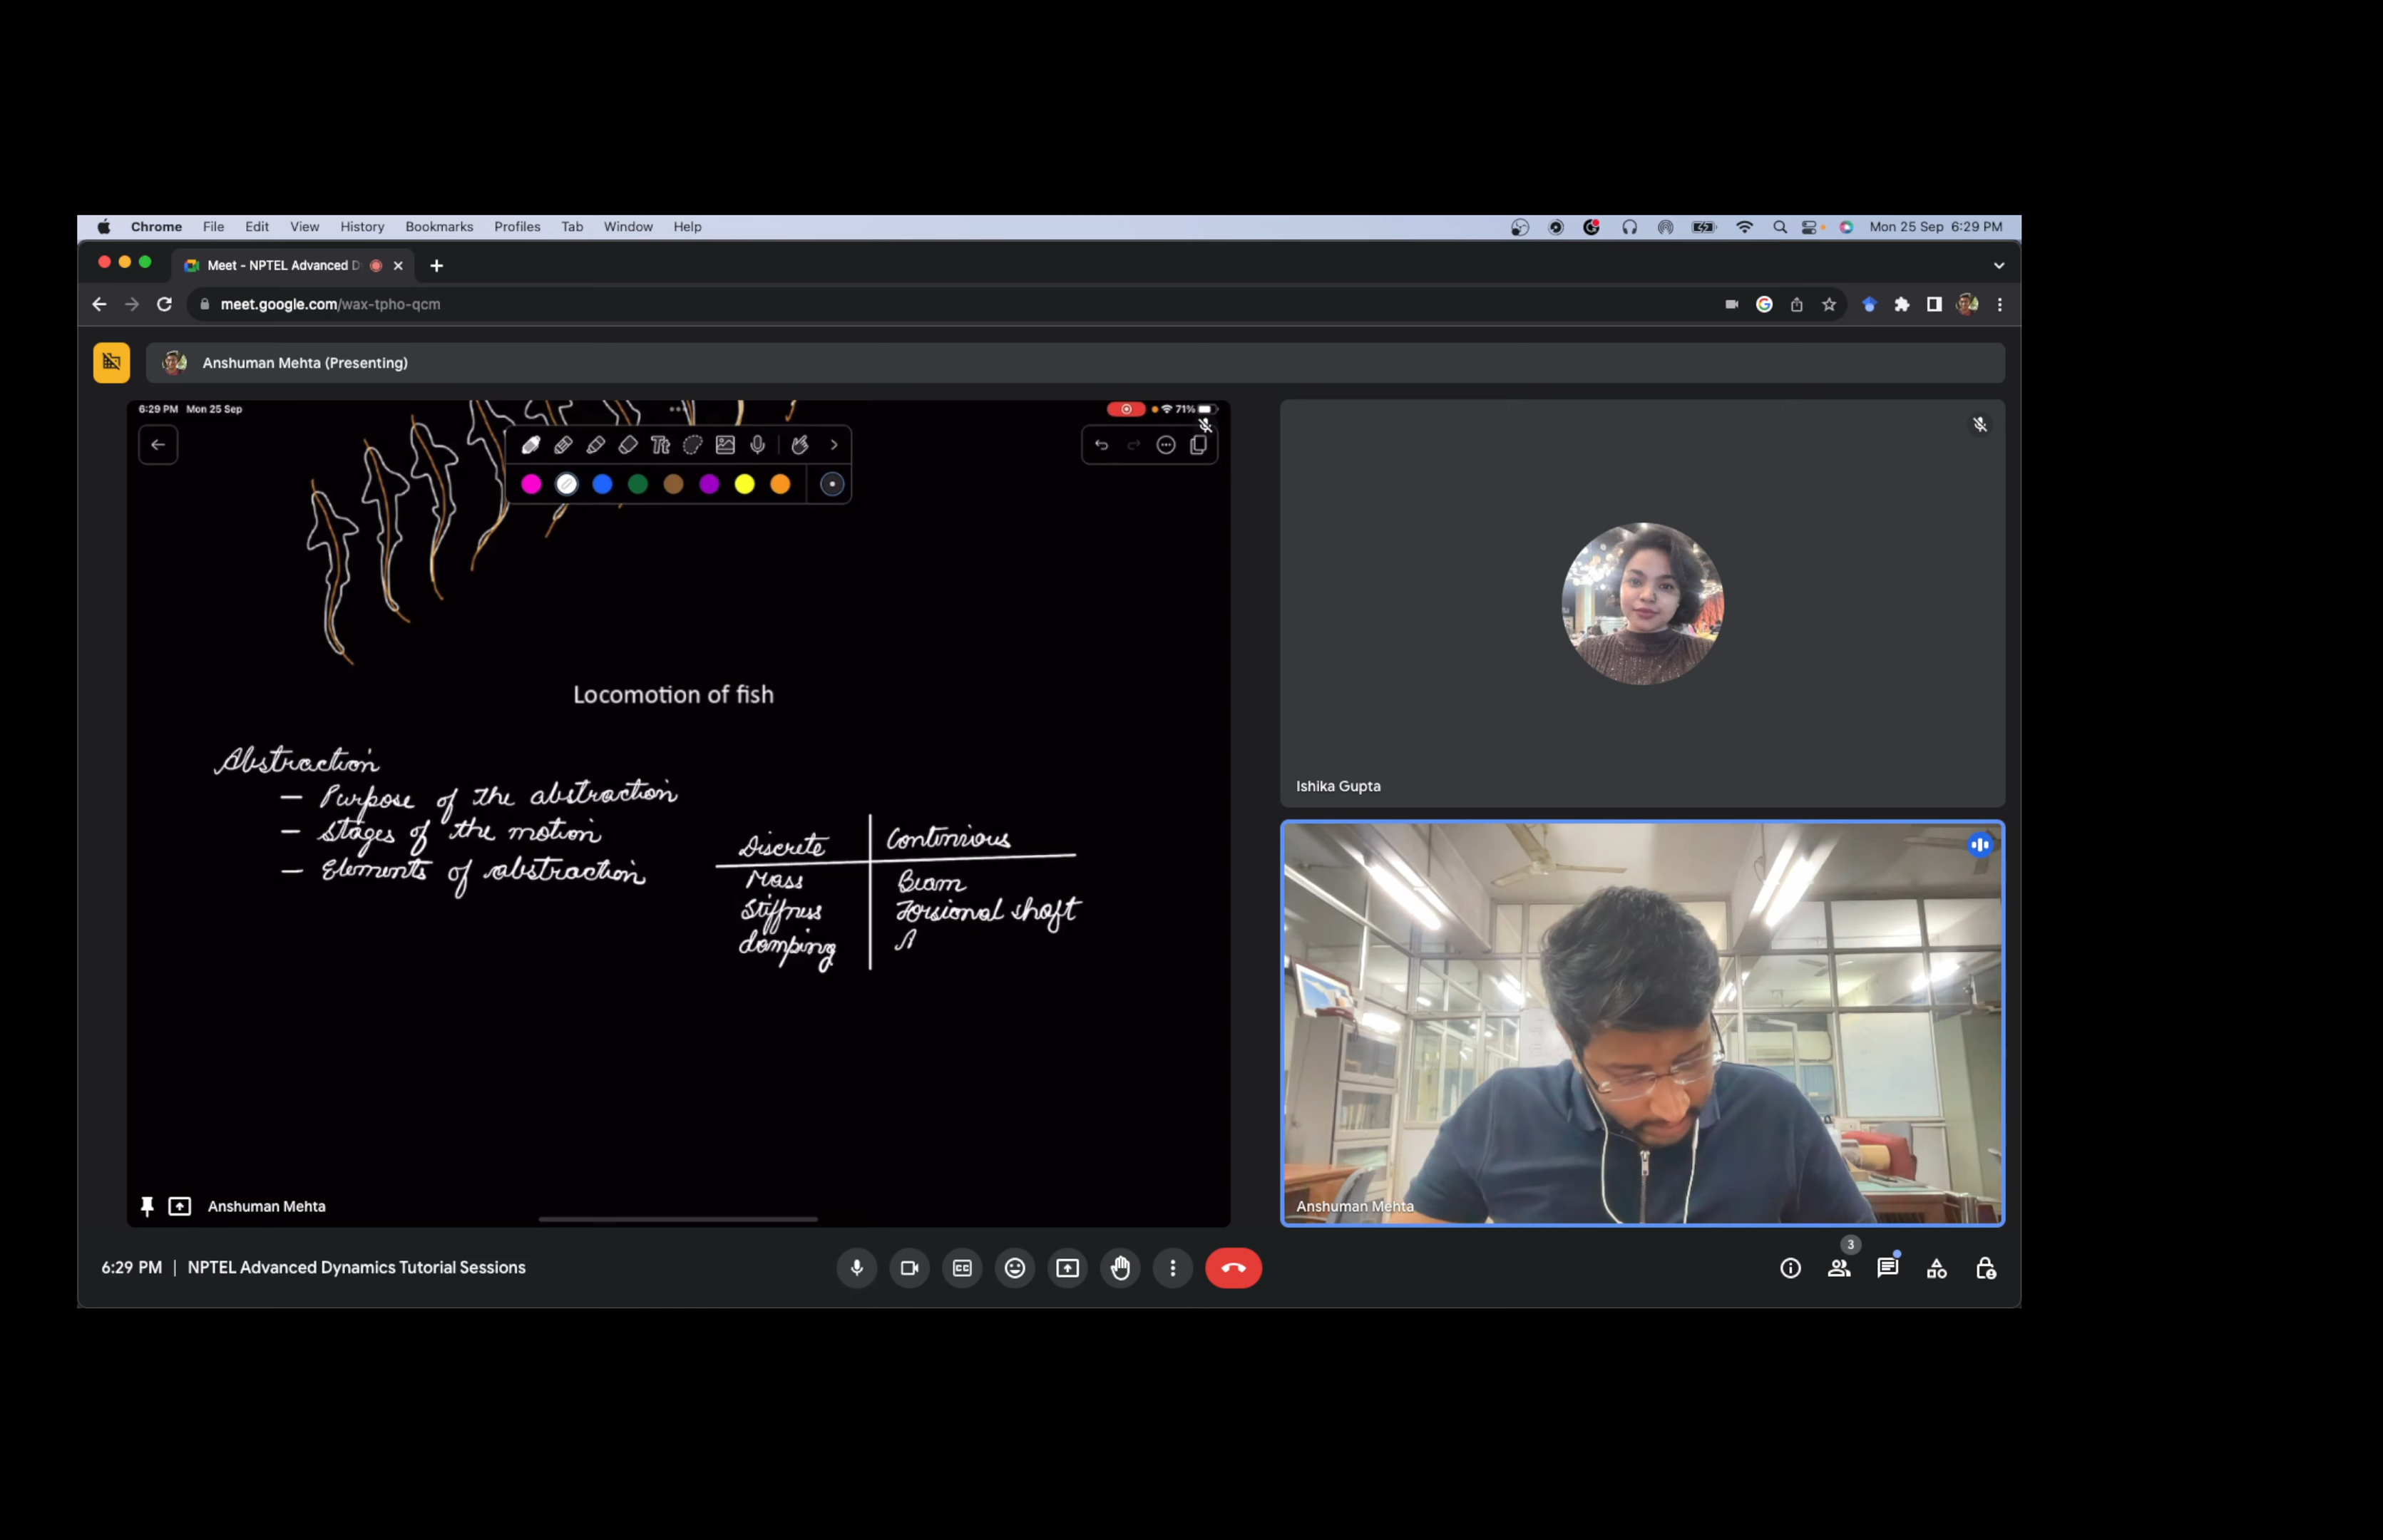 Chrome File Edit View History Bookmarks Profiles Tab Window Help Mon 25 Sep 6:29 PM
Meet - NPTEL Advanced D
meet.google.com/wax-tpho-qcm
Anshuman Mehta (Presenting)
6:29 PM Mon 25 Sep 71%
Tt
Locomotion of fish
Abstraction
— Purpose of the abstraction
— Stages of the motion
— Elements of abstraction
Discrete Continious
Mass Beam
Stiffness Torsional shaft
damping
Anshuman Mehta
Ishika Gupta
Anshuman Mehta
6:29 PM | NPTEL Advanced Dynamics Tutorial Sessions
CC
3